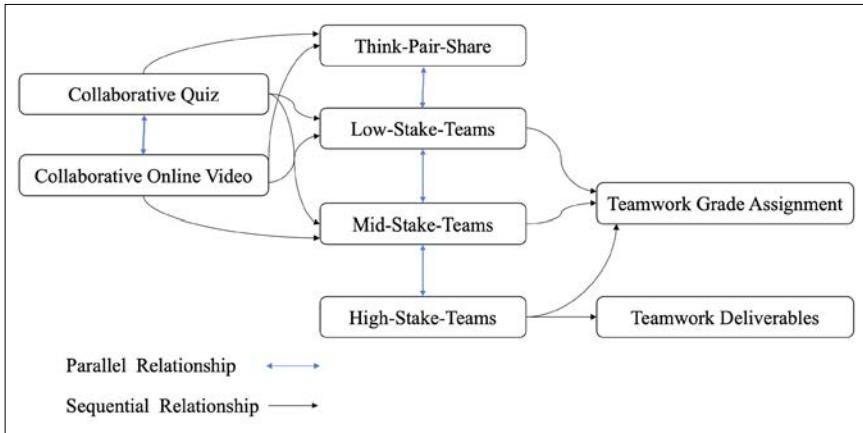 Think-Pair-Share
Collaborative Quiz
Low-Stake-Teams
Collaborative Online Video
Teamwork Grade Assignment
Mid-Stake-Teams
High-Stake-Teams
Teamwork Deliverables
Parallel Relationship
Sequential Relationship